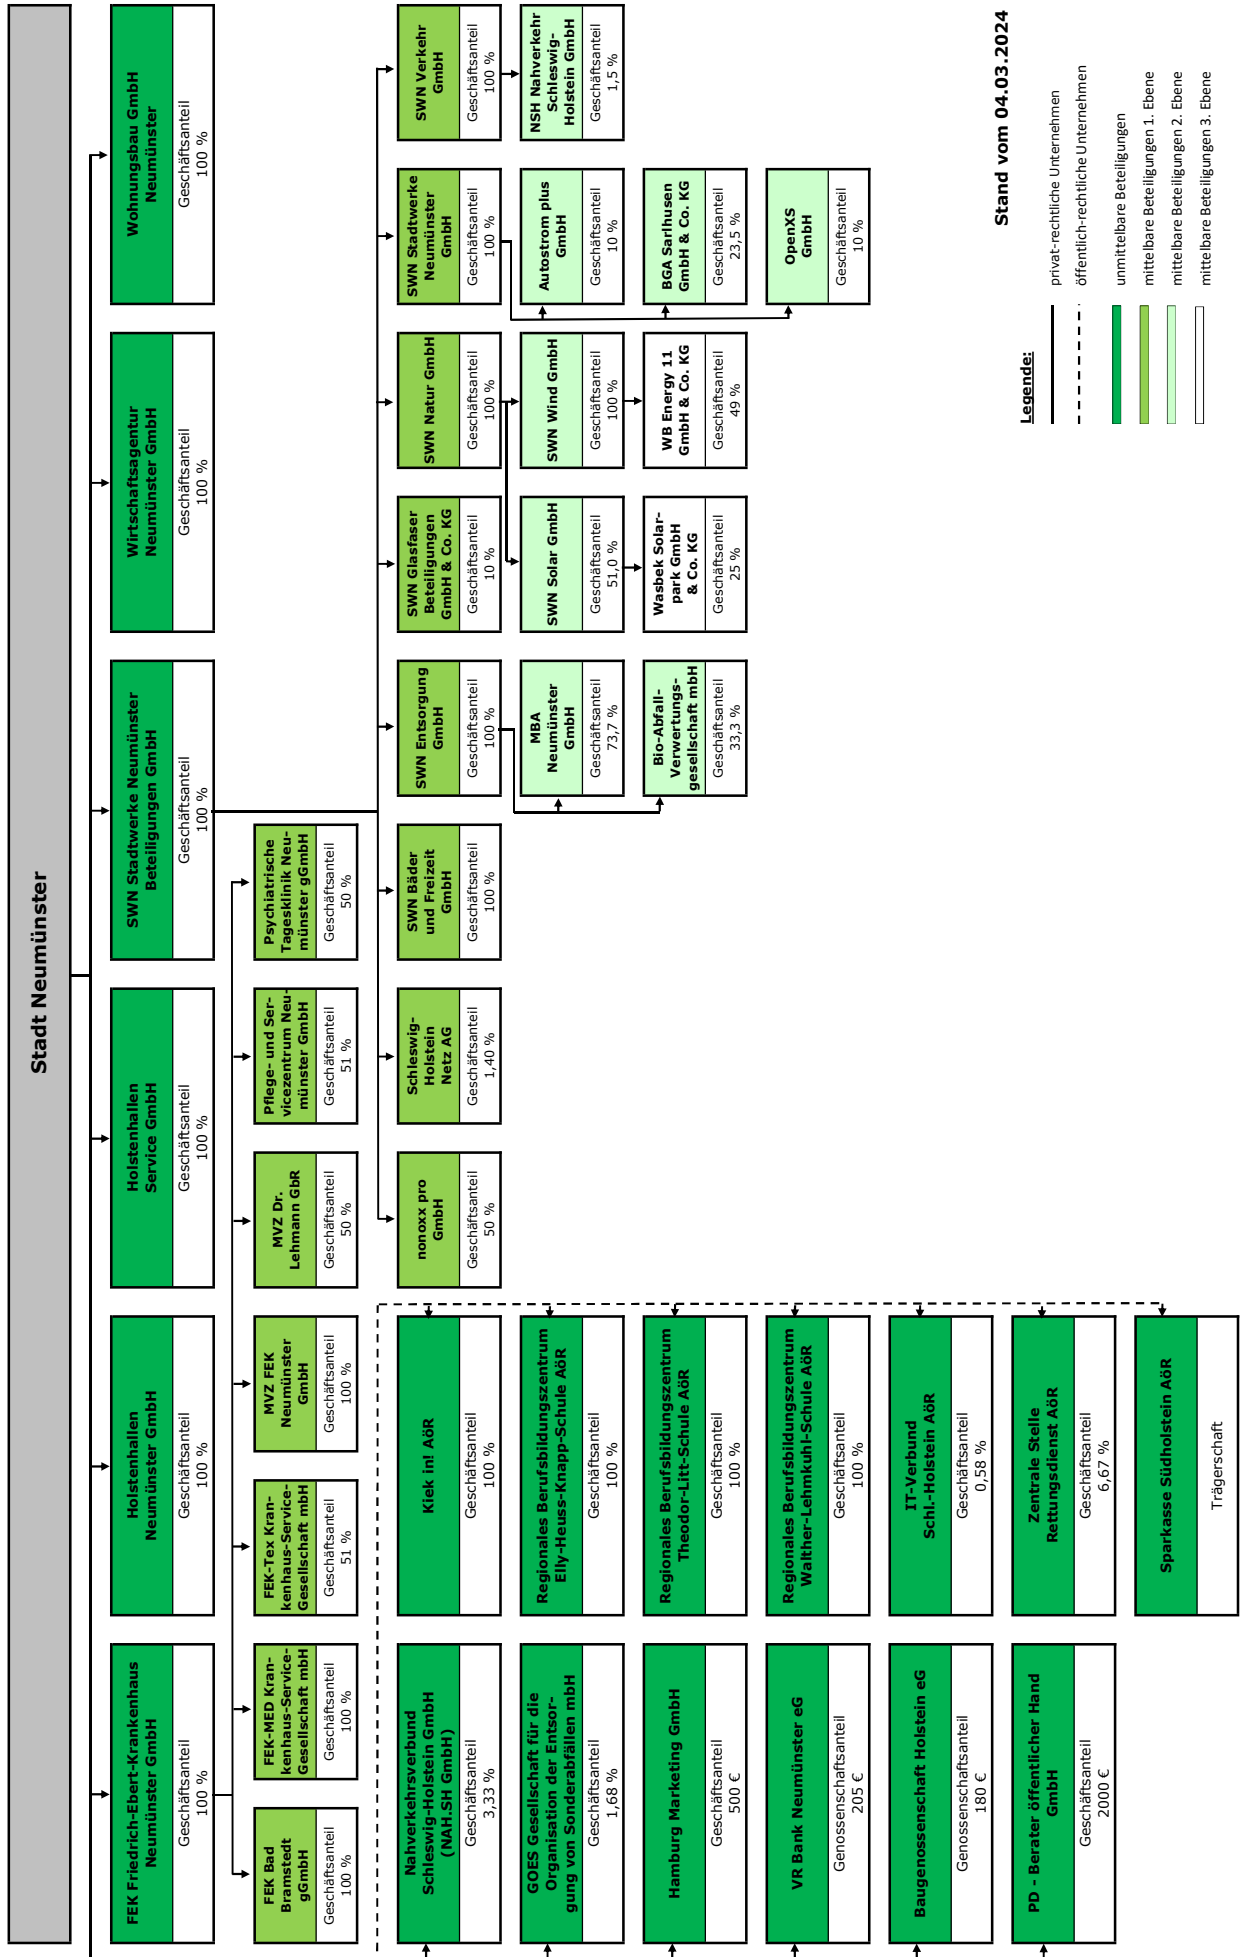 Stadt Neumünster
FEK Friedrich-Ebert-Krankenhaus
Neumünster GmbH
Geschäftsanteil
100 %
Holstenhallen
Neumünster GmbH
Geschäftsanteil
100 %
Holstenhallen
Service GmbH
Geschäftsanteil
100 %
SWN Stadtwerke Neumünster
Beteiligungen GmbH
Geschäftsanteil
100 %
Wirtschaftsagentur
Neumünster GmbH
Geschäftsanteil
100 %
Wohnungsbau GmbH
Neumünster
Geschäftsanteil
100 %
FEK Bad
Bramstedt
gGmbH
Geschäftsanteil
100 %
FEK-MED Kran-
kenhaus-Service-
Gesellschaft mbH
Geschäftsanteil
100 %
FEK-Tex Kran-
kenhaus-Service-
Gesellschaft mbH
Geschäftsanteil
51 %
MVZ FEK
Neumünster
GmbH
Geschäftsanteil
100 %
MVZ Dr.
Lehmann GbR
Geschäftsanteil
50 %
Pflege- und Ser-
vicezentrum Neu-
münster GmbH
Geschäftsanteil
51 %
Psychiatrische
Tagesklinik Neu-
münster gGmbH
Geschäftsanteil
50 %
nonoxx pro
GmbH
Geschäftsanteil
50 %
Schleswig-
Holstein
Netz AG
Geschäftsanteil
1,40 %
SWN Bäder
und Freizeit
GmbH
Geschäftsanteil
100 %
SWN Entsorgung
GmbH
Geschäftsanteil
100 %
SWN Glasfaser
Beteiligungen
GmbH & Co. KG
Geschäftsanteil
10 %
SWN Natur GmbH
Geschäftsanteil
100 %
SWN Stadtwerke
Neumünster
GmbH
Geschäftsanteil
100 %
SWN Verkehr
GmbH
Geschäftsanteil
100 %
MBA
Neumünster
GmbH
Geschäftsanteil
73,7 %
SWN Solar GmbH
Geschäftsanteil
51,0 %
SWN Wind GmbH
Geschäftsanteil
100 %
Autostrom plus
GmbH
Geschäftsanteil
10 %
NSH Nahverkehr
Schleswig-
Holstein GmbH
Geschäftsanteil
1,5 %
Bio-Abfall-
Verwertungs-
gesellschaft mbH
Geschäftsanteil
33,3 %
Wasbek Solar-
park GmbH
& Co. KG
Geschäftsanteil
25 %
WB Energy 11
GmbH & Co. KG
Geschäftsanteil
49 %
BGA Sarlhusen
GmbH & Co. KG
Geschäftsanteil
23,5 %
OpenXS
GmbH
Geschäftsanteil
10 %
Nahverkehrsverbund
Schleswig-Holstein GmbH
(NAH.SH GmbH)
Geschäftsanteil
3,33 %
Kiek in! AöR
Geschäftsanteil
100 %
GOES Gesellschaft für die
Organisation der Entsor-
gung von Sonderabfällen mbH
Geschäftsanteil
1,68 %
Regionales Berufsbildungszentrum
Elly-Heuss-Knapp-Schule AöR
Geschäftsanteil
100 %
Hamburg Marketing GmbH
Geschäftsanteil
500 €
Regionales Berufsbildungszentrum
Theodor-Litt-Schule AöR
Geschäftsanteil
100 %
VR Bank Neumünster eG
Genossenschaftsanteil
205 €
Regionales Berufsbildungszentrum
Walther-Lehmkuhl-Schule AöR
Geschäftsanteil
100 %
Baugenossenschaft Holstein eG
Genossenschaftsanteil
180 €
IT-Verbund
Schl.-Holstein AöR
Geschäftsanteil
0,58 %
PD - Berater öffentlicher Hand
GmbH
Geschäftsanteil
2000 €
Zentrale Stelle
Rettungsdienst AöR
Geschäftsanteil
6,67 %
Sparkasse Südholstein AöR
Trägerschaft
Stand vom 04.03.2024
Legende:
privat-rechtliche Unternehmen
öffentlich-rechtliche Unternehmen
unmittelbare Beteiligungen
mittelbare Beteiligungen 1. Ebene
mittelbare Beteiligungen 2. Ebene
mittelbare Beteiligungen 3. Ebene